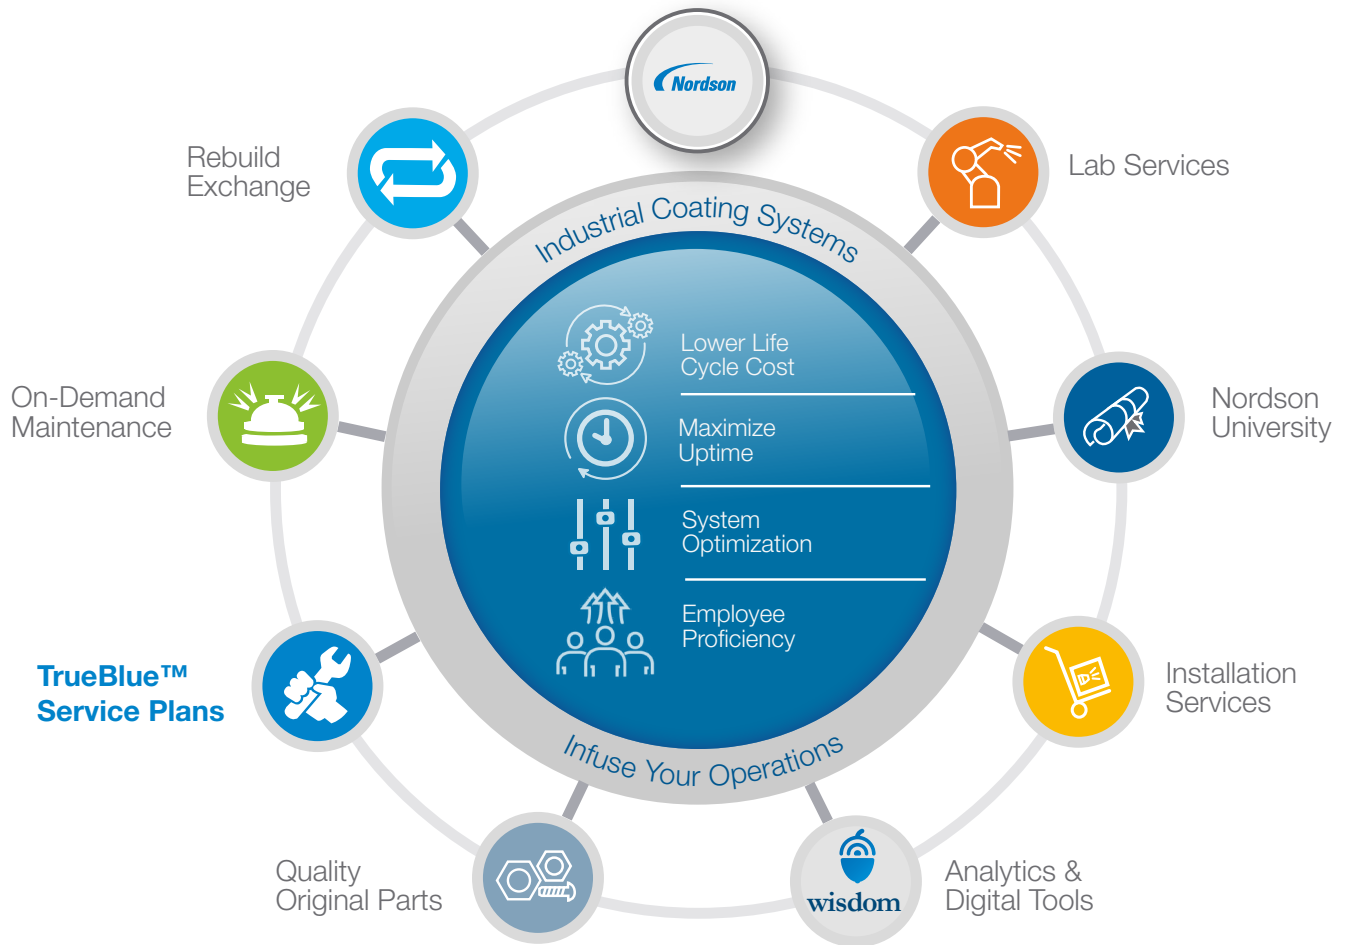 Nordson
Rebuild
Exchange
Lab Services
Industrial Coating Systems
Lower Life
Cycle Cost
On-Demand
Maintenance
Maximize
Uptime
Nordson
University
System
Optimization
Employee
Proficiency
TrueBlue™
Service Plans
Installation
Services
Infuse Your Operations
Quality
Original Parts
wisdom
Analytics &
Digital Tools